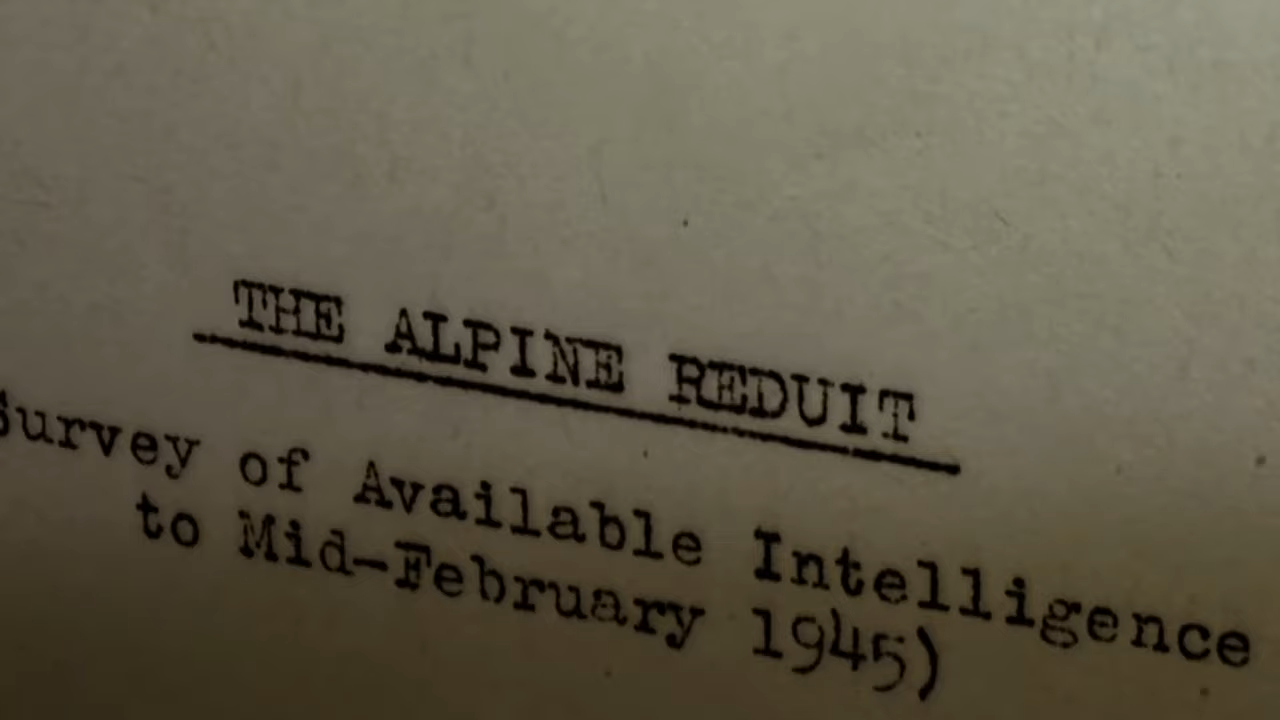 THE ALPINE REDUIT
Survey of Available Intelligence
to Mid-February 1945)